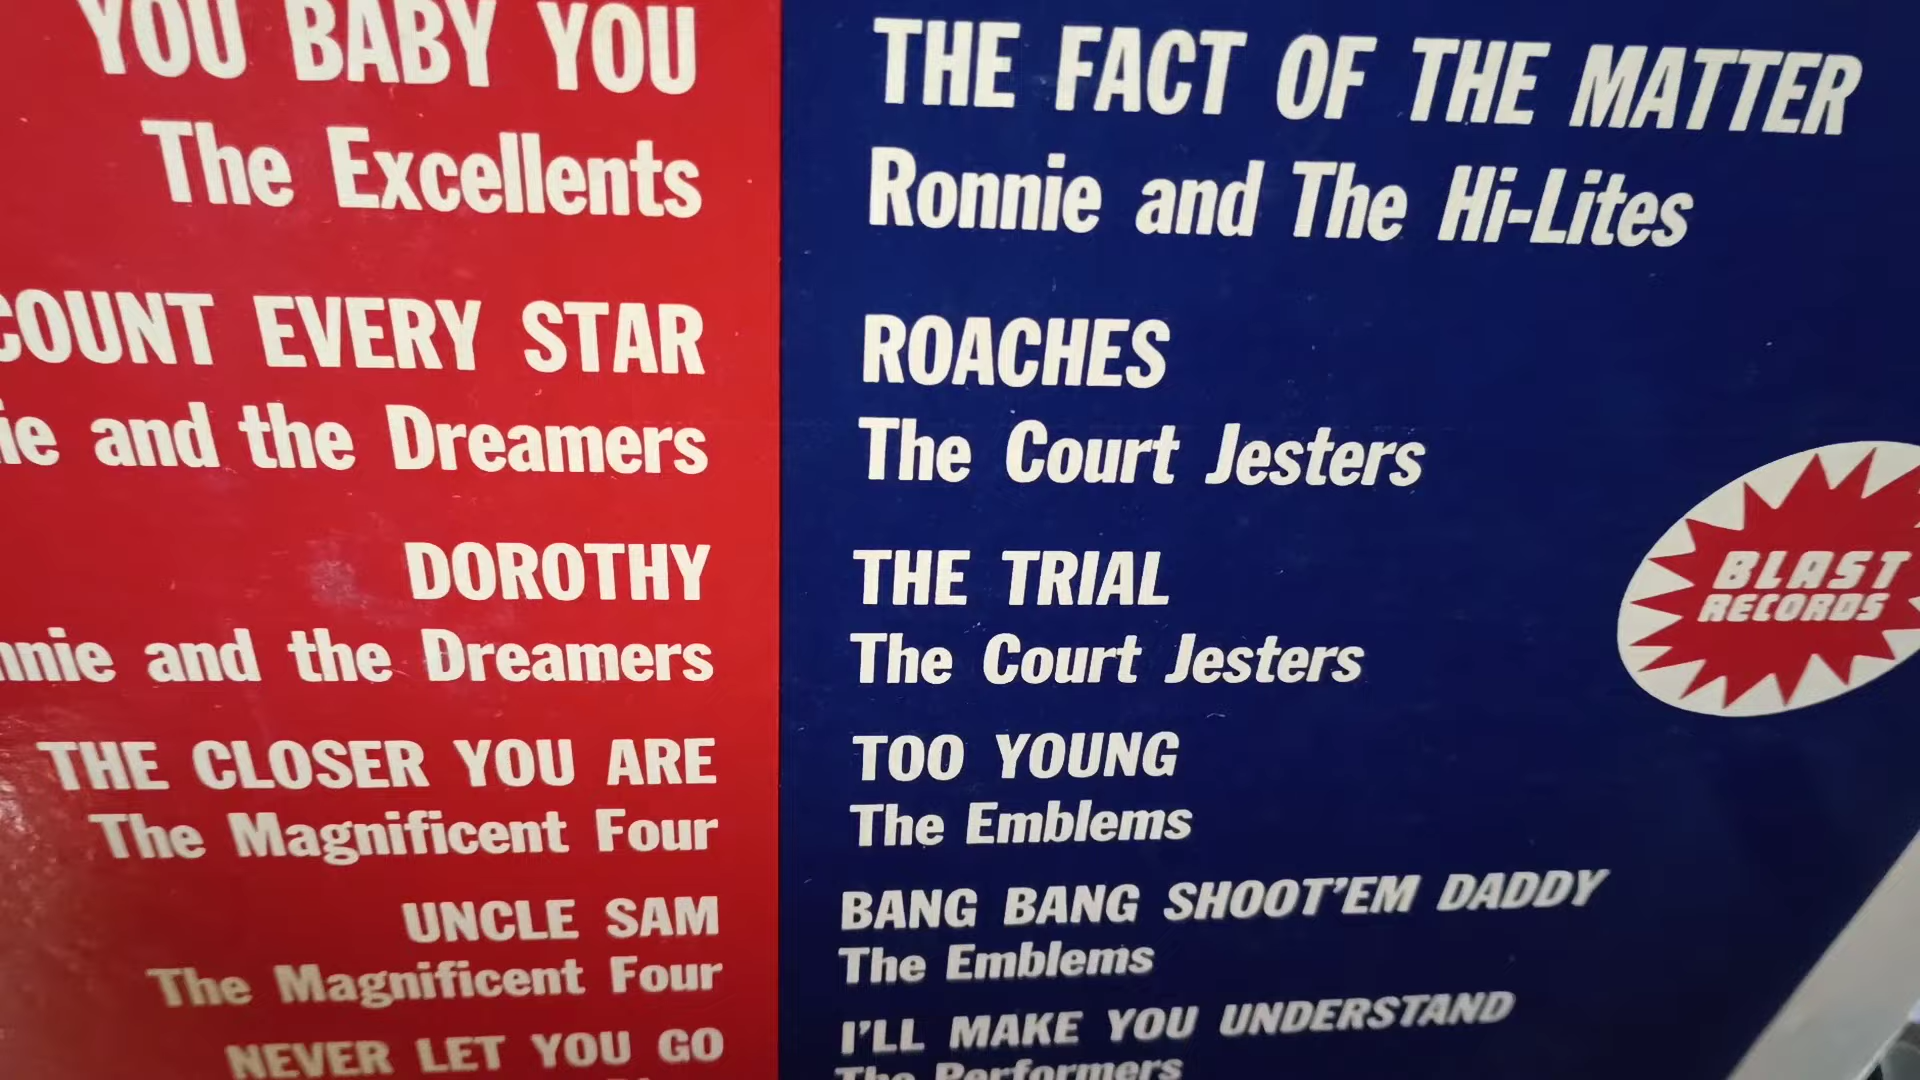 YOU BABY YOU
The Excellents
COUNT EVERY STAR
and the Dreamers
DOROTHY
and the Dreamers
THE CLOSER YOU ARE
The Magnificent Four
UNCLE SAM
The Magnificent Four
NEVER LET YOU GO
THE FACT OF THE MATTER
Ronnie and The Hi-Lites
ROACHES
The Court Jesters
THE TRIAL
The Court Jesters
TOO YOUNG
The Emblems
BANG BANG SHOOT'EM DADDY
The Emblems
I'LL MAKE YOU UNDERSTAND
The Performers
BLAST
RECORDS